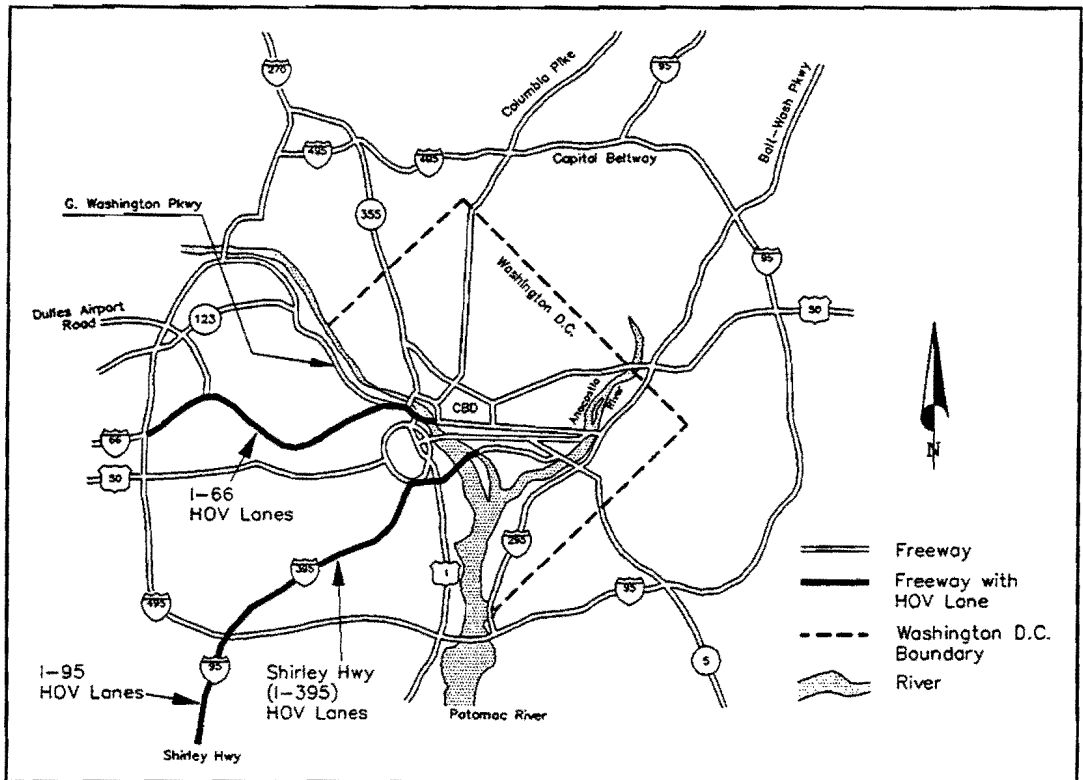 270
Columbia Pike
95
Balt-Wash Pkwy
495
495
Capitol Beltway
G. Washington Pkwy
355
Washington D.C.
95
Dulles Airport
Road
123
50
Anacostia
River
CBD
66
50
I-66
HOV Lanes
N
295
Freeway
395
1
Freeway with
HOV Lane
495
95
Washington D.C.
Boundary
I-95
HOV Lanes
95
Shirley Hwy
(I-395)
HOV Lanes
5
River
Potomac River
Shirley Hwy